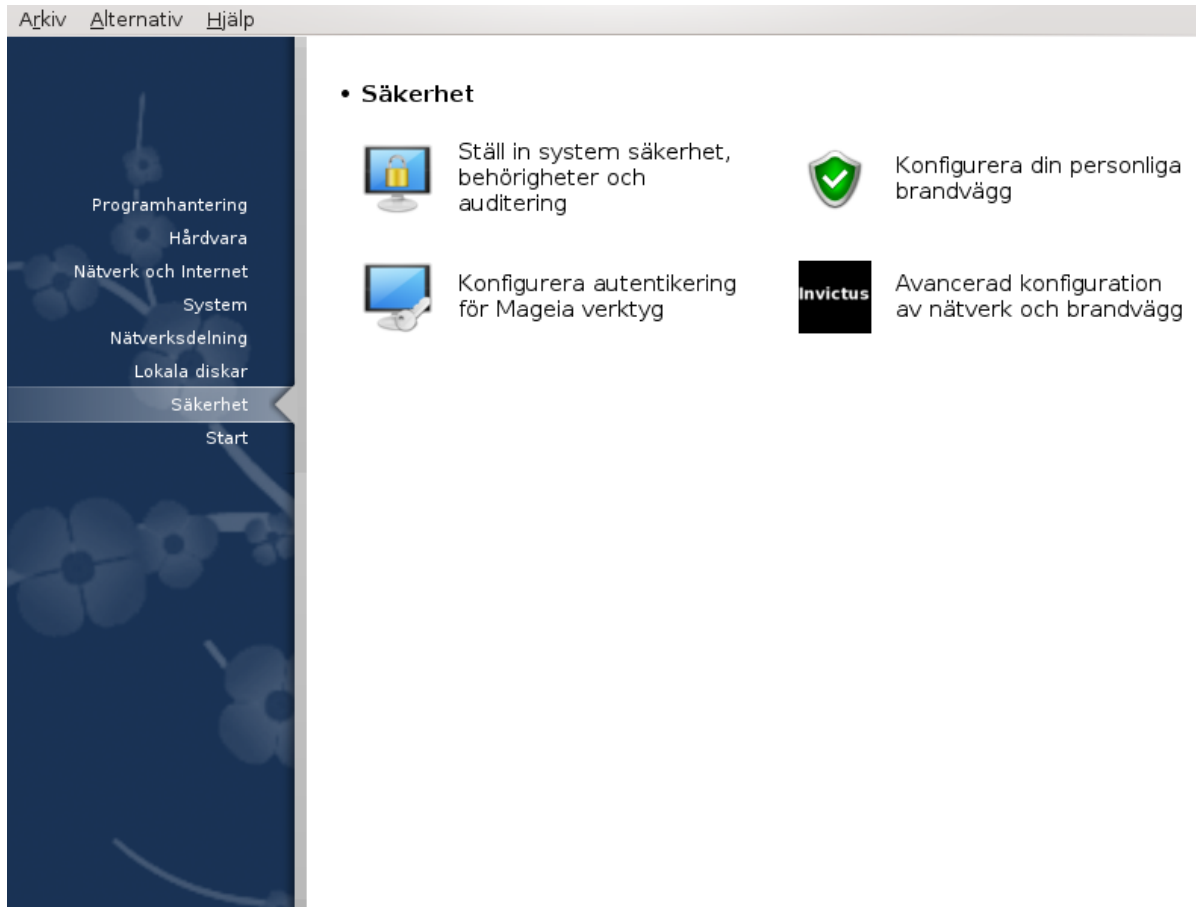 Arkiv Alternativ Hjälp
Programhantering
Hårdvara
Nätverk och Internet
System
Nätverksdelning
Lokala diskar
Säkerhet
Start
• Säkerhet
Ställ in system säkerhet,
behörigheter och
auditering
Konfigurera din personliga
brandvägg
Konfigurera autentikering
för Mageia verktyg
Invictus
Avancerad konfiguration
av nätverk och brandvägg